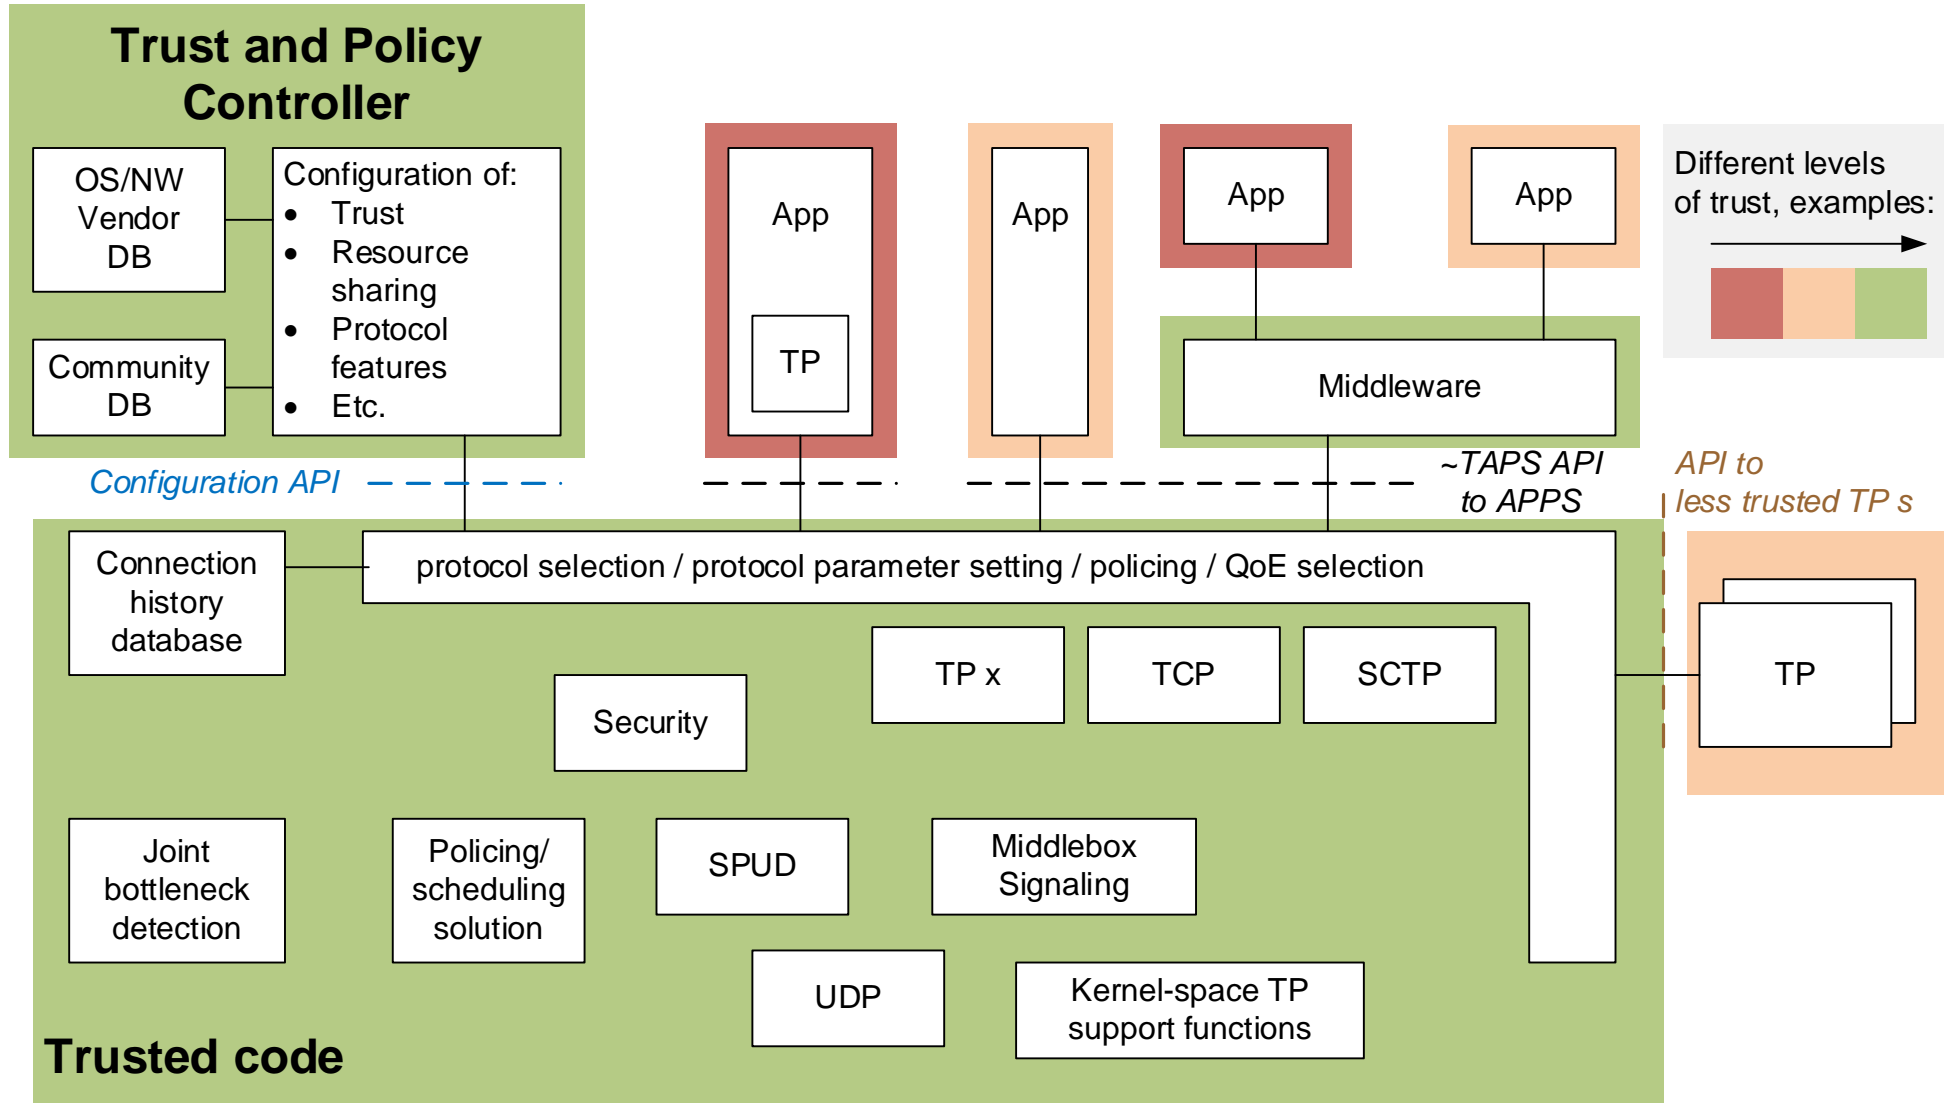 Trust and Policy
Controller
OS/NW
Vendor
DB
Community
DB
Configuration of:
• Trust
• Resource
sharing
• Protocol
features
• Etc.
App
TP
App
App
App
Middleware
Different levels
of trust, examples:
Configuration API
~TAPS API
to APPS
API to
less trusted TP s
Connection
history
database
protocol selection / protocol parameter setting / policing / QoE selection
TP x
TCP
SCTP
TP
Security
Joint
bottleneck
detection
Policing/
scheduling
solution
SPUD
Middlebox
Signaling
UDP
Kernel-space TP
support functions
Trusted code